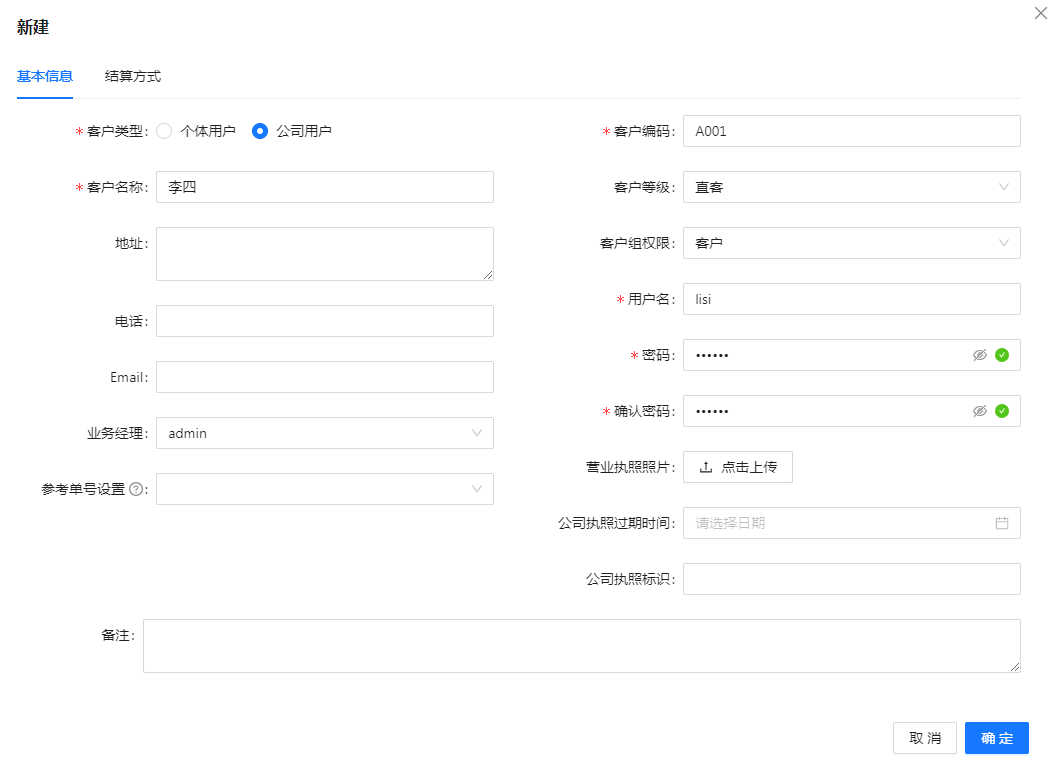 新建
基本信息 结算方式
* 客户类型: 个体用户 公司用户
* 客户编码: A001
* 客户名称: 李四
客户等级: 直客
地址:
客户组权限: 客户
* 用户名: lisi
电话:
* 密码: ••••••
Email:
* 确认密码: ••••••
业务经理: admin
营业执照照片: 点击上传
参考单号设置 ? :
公司执照过期时间: 请选择日期
公司执照标识:
备注:
取 消 确 定